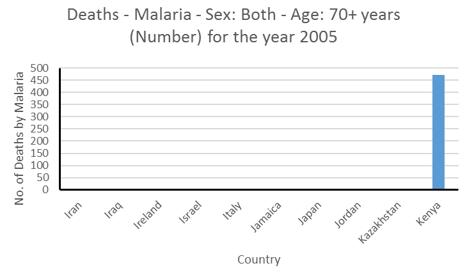 Deaths - Malaria - Sex: Both - Age: 70+ years
(Number) for the year 2005
No. of Deaths by Malaria
500
450
400
350
300
250
200
150
100
50
0
Iran
Iraq
Ireland
Israel
Italy
Jamaica
Japan
Jordan
Kazakhstan
Kenya
Country